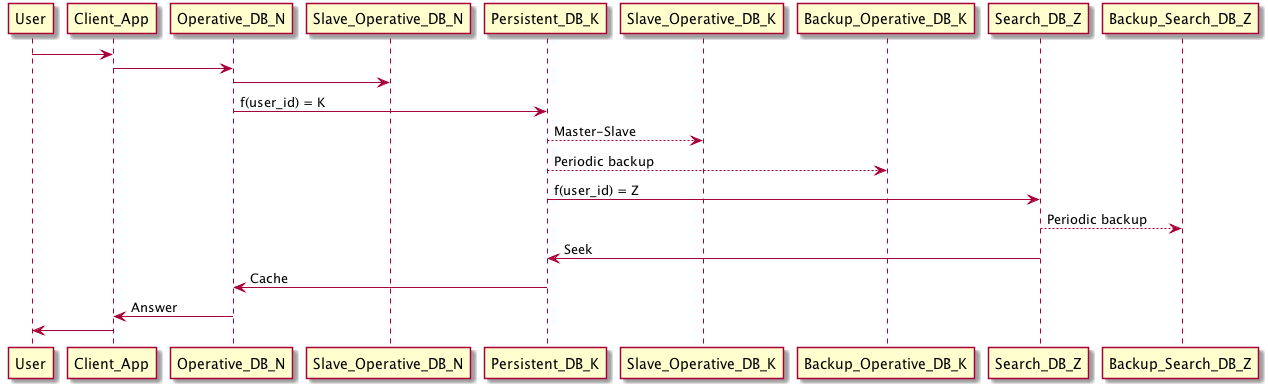 User Client_App Operative_DB_N Slave_Operative_DB_N Persistent_DB_K Slave_Operative_DB_K Backup_Operative_DB_K Search_DB_Z Backup_Search_DB_Z
f(user_id) = K
Master-Slave
Periodic backup
f(user_id) = Z
Periodic backup
Seek
Cache
Answer
User Client_App Operative_DB_N Slave_Operative_DB_N Persistent_DB_K Slave_Operative_DB_K Backup_Operative_DB_K Search_DB_Z Backup_Search_DB_Z